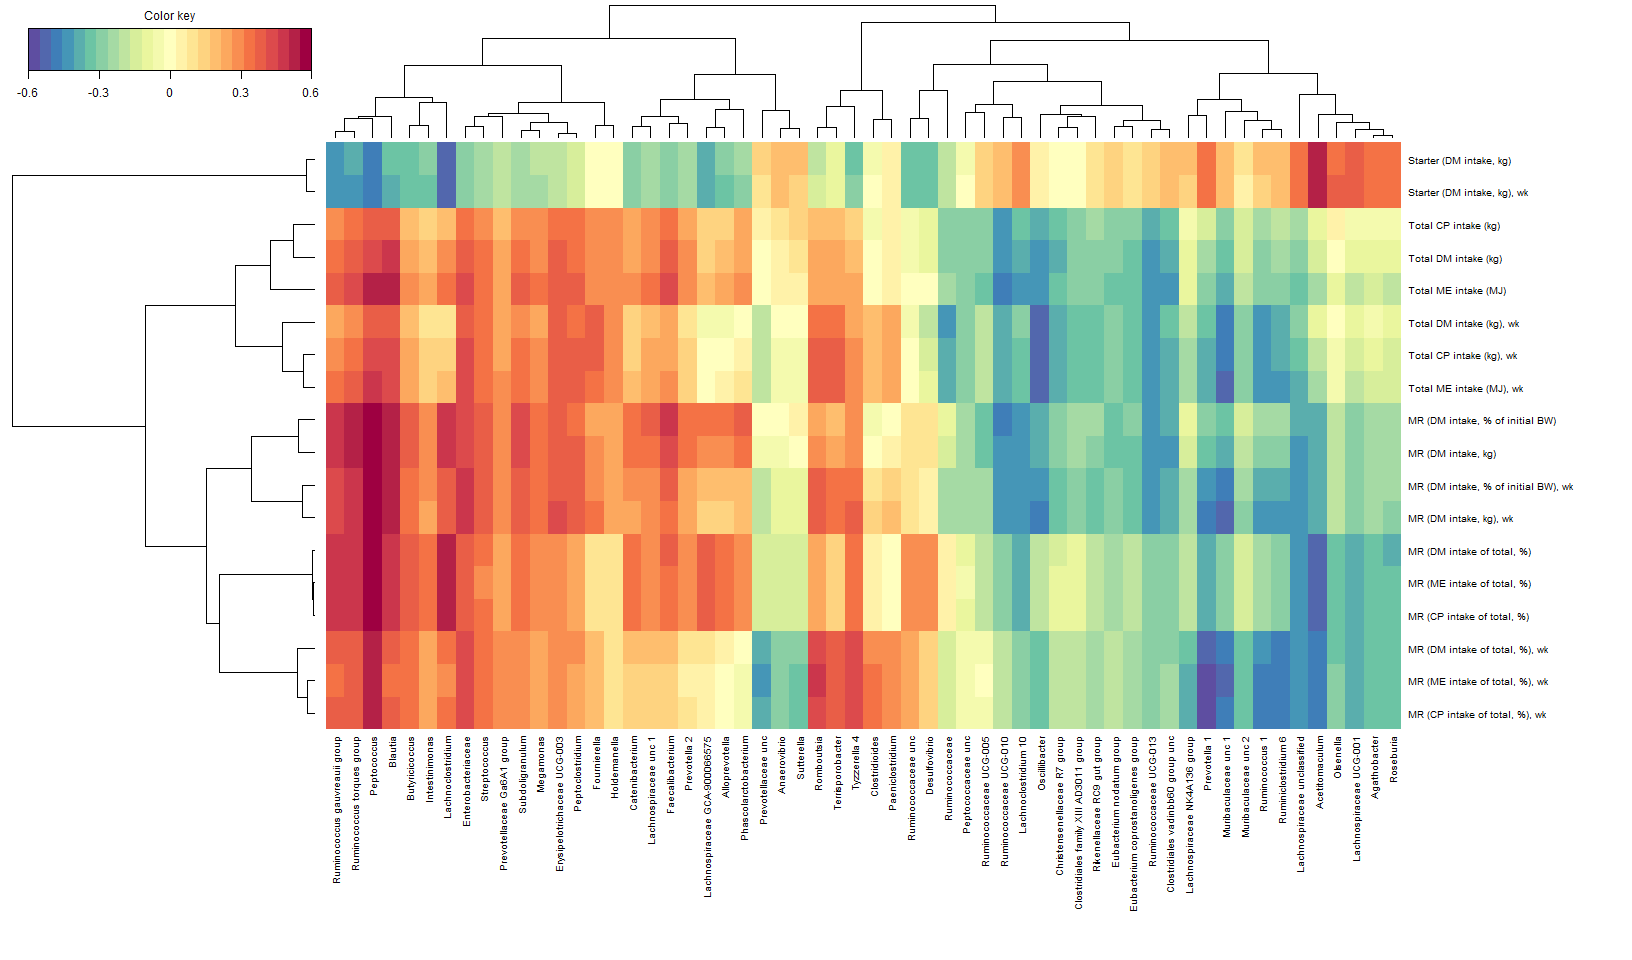 Color key
-0.6 -0.3 0 0.3 0.6
Starter (DM intake, kg)
Starter (DM intake, kg), wk
Total CP intake (kg)
Total DM intake (kg)
Total ME intake (MJ)
Total DM intake (kg), wk
Total CP intake (kg), wk
Total ME intake (MJ), wk
MR (DM intake, % of initial BW)
MR (DM intake, kg)
MR (DM intake, % of initial BW), wk
MR (DM intake, kg), wk
MR (DM intake of total, %)
MR (ME intake of total, %)
MR (CP intake of total, %)
MR (DM intake of total, %), wk
MR (ME intake of total, %), wk
MR (CP intake of total, %), wk
Ruminococcus gauvreauii group
Ruminococcus torques group
Peptococcus
Blautia
Butyricicoccus
Intestinimonas
Lachnoclostridium
Enterobacteriaceae
Streptococcus
Prevotellaceae Ga6A1 group
Subdoligranulum
Megamonas
Erysipelotrichaceae UCG-003
Peptoclostridium
Fournierella
Holdemanella
Catenibacterium
Lachnospiraceae unc 1
Faecalibacterium
Prevotella 2
Lachnospiraceae GCA-900066575
Alloprevotella
Phascolarctobacterium
Prevotellaceae unc
Anaerovibrio
Sutterella
Romboutsia
Terrisporobacter
Tyzzerella 4
Clostridioides
Paeniclostridium
Ruminococcaceae unc
Desulfovibrio
Ruminococcaceae
Peptococcaceae unc
Ruminococcaceae UCG-005
Ruminococcaceae UCG-010
Lachnoclostridium 10
Oscillibacter
Christensenellaceae R7 group
Clostridiales family XIII AD3011 group
Rikenellaceae RC9 gut group
Eubacterium nodatum group
Eubacterium coprostanoligenes group
Ruminococcaceae UCG-013
Clostridiales vadinbb60 group unc
Lachnospiraceae NK4A136 group
Prevotella 1
Muribaculaceae unc 1
Muribaculaceae unc 2
Ruminococcus 1
Ruminiclostridium 6
Lachnospiraceae unclassified
Acetitomaculum
Olsenella
Lachnospiraceae UCG-001
Agathobacter
Roseburia